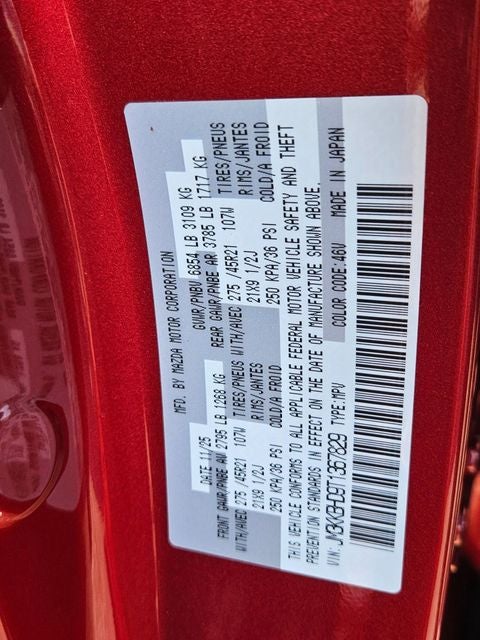 MFD. BY MAZDA MOTOR CORPORATION
DATE 11/25 GVWR/PNBV 6854 LB 3109 KG
FRONT GAWR/PNBE AV 2795 LB 1268 KG REAR GAWR/PNBE AR 3785 LB 1717 KG
WITH/AVEC 275 /45R21 107W TIRES/PNEUS WITH/AVEC 275 /45R21 107W TIRES/PNEUS
21X9 1/2J RIMS/JANTES 21X9 1/2J RIMS/JANTES
250 KPA/36 PSI COLD/A FROID 250 KPA/36 PSI COLD/A FROID
THIS VEHICLE CONFORMS TO ALL APPLICABLE FEDERAL MOTOR VEHICLE SAFETY AND THEFT
PREVENTION STANDARDS IN EFFECT ON THE DATE OF MANUFACTURE SHOWN ABOVE.
VIN: JM3KKBHD9T1367829 TYPE:MPV COLOR CODE:46V MADE IN JAPAN